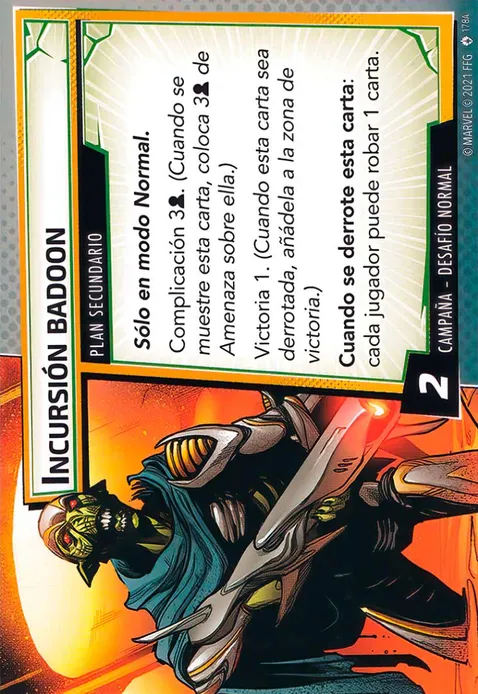 INCURSIÓN BADOON
PLAN SECUNDARIO
Sólo en modo Normal.
Complicación 3. (Cuando se
muestre esta carta, coloca 3 de
Amenaza sobre ella.)
Victoria 1. (Cuando esta carta sea
derrotada, añádela a la zona de
victoria.)
Cuando se derrote esta carta:
cada jugador puede robar 1 carta.
2
CAMPAÑA – DESAFÍO NORMAL
© MARVEL © 2021 FFG 178A